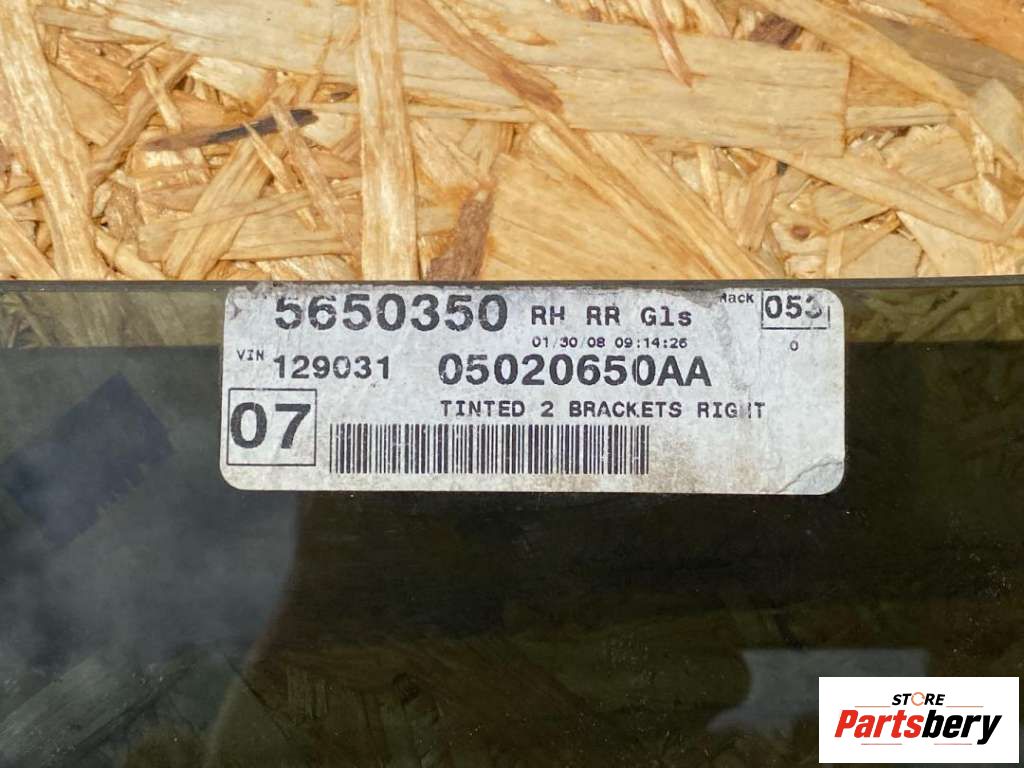 5650350 RH RR Gls Rack 053
01/30/08 09:14:26 0
VIN 129031 05020650AA
07 TINTED 2 BRACKETS RIGHT
STORE
Partsbery